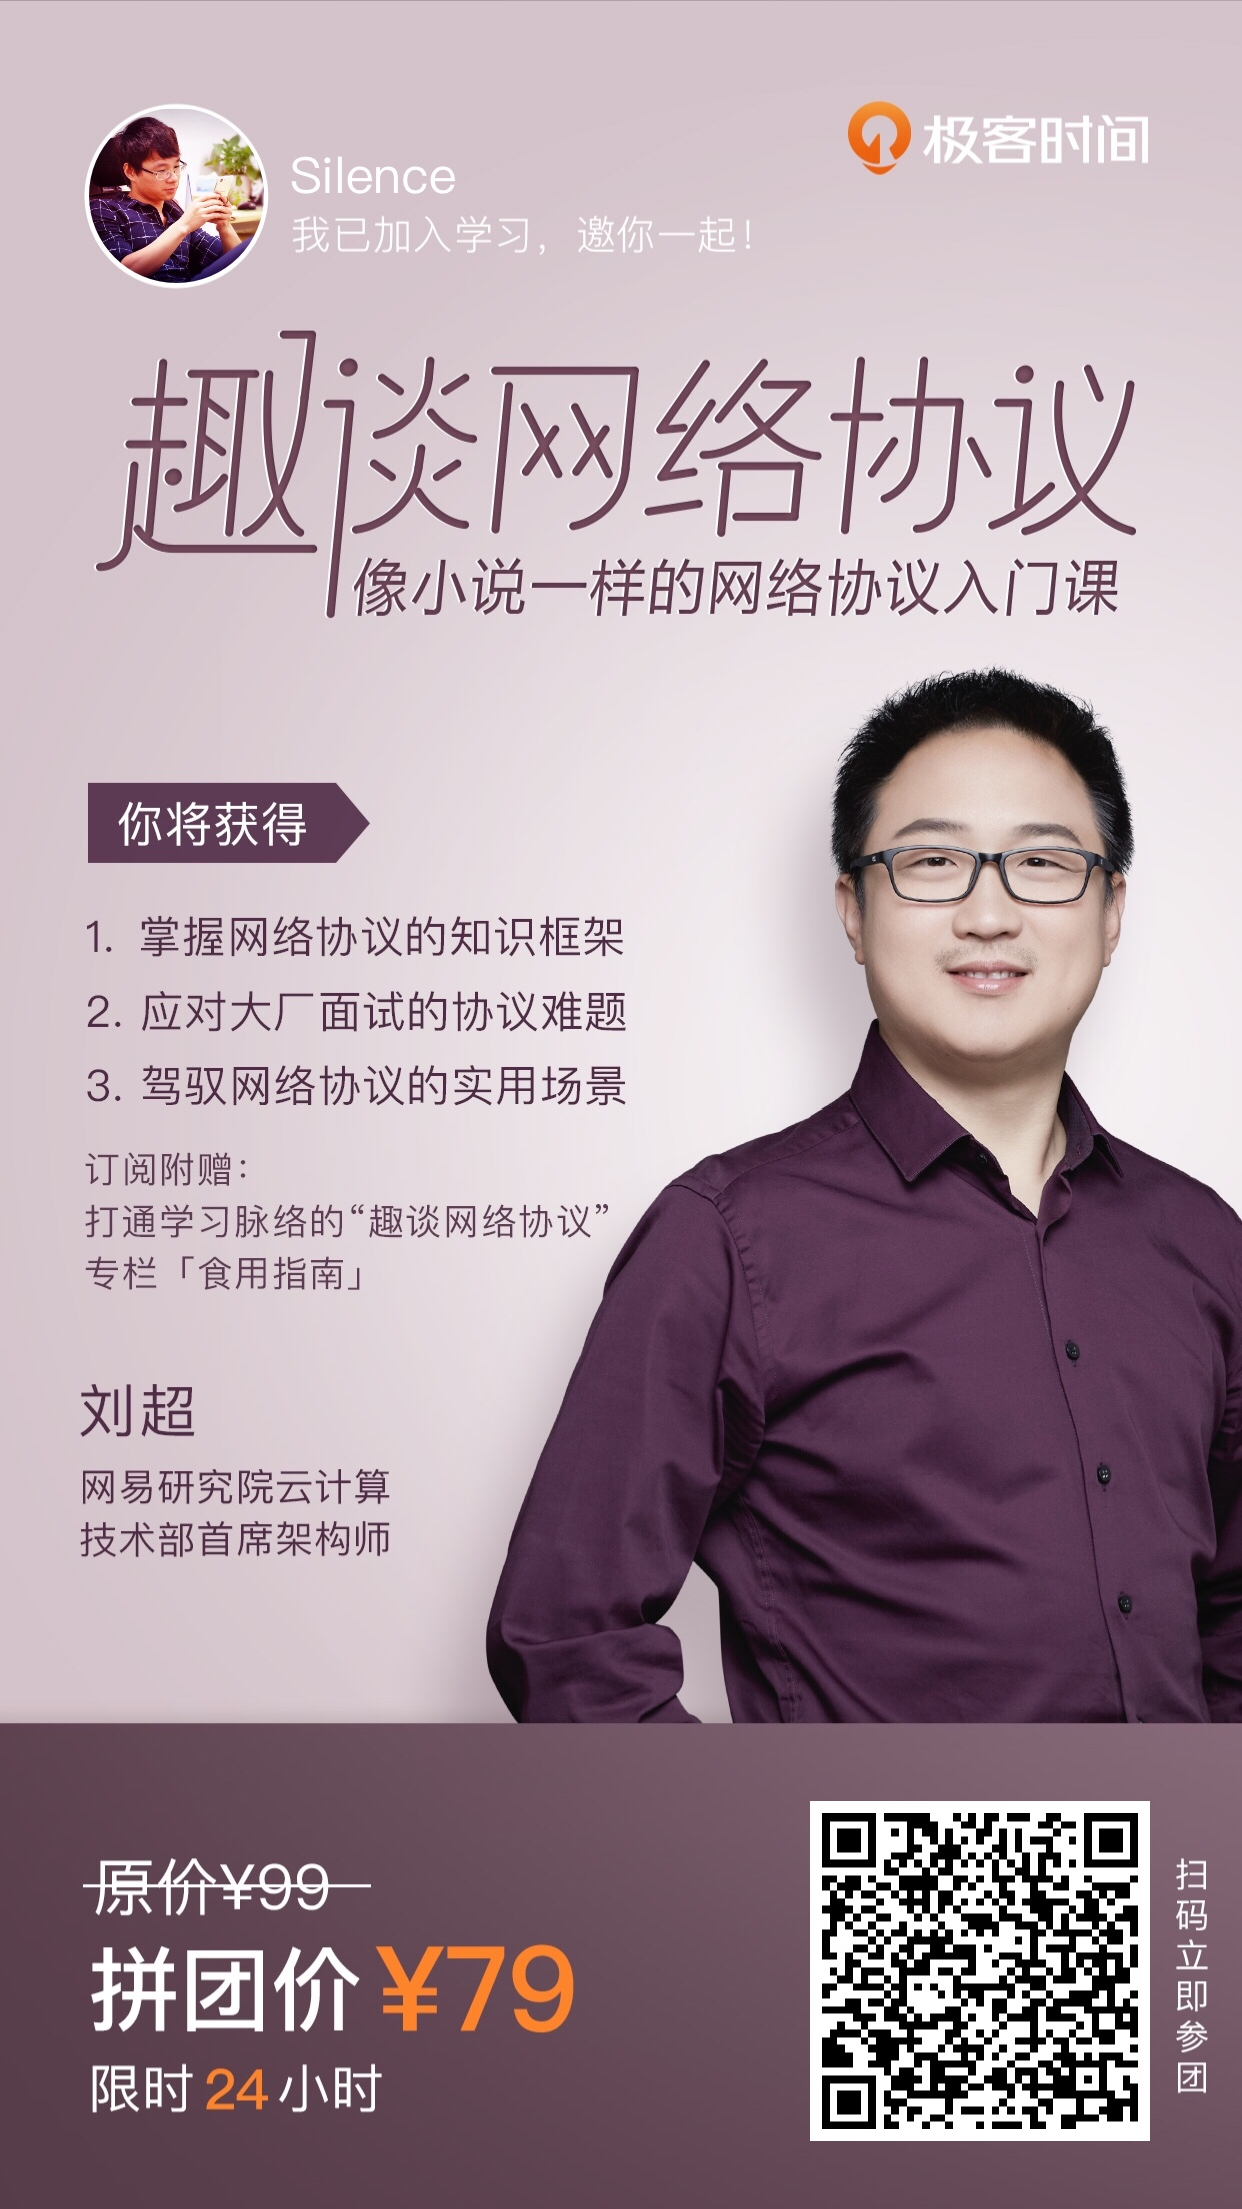 极客时间
Silence
我已加入学习，邀你一起！
趣谈网络协议
像小说一样的网络协议入门课
你将获得
1. 掌握网络协议的知识框架
2. 应对大厂面试的协议难题
3. 驾驭网络协议的实用场景
订阅附赠：
打通学习脉络的“趣谈网络协议”
专栏「食用指南」
刘超
网易研究院云计算
技术部首席架构师
原价¥99
拼团价¥79
限时24小时
扫码立即参团